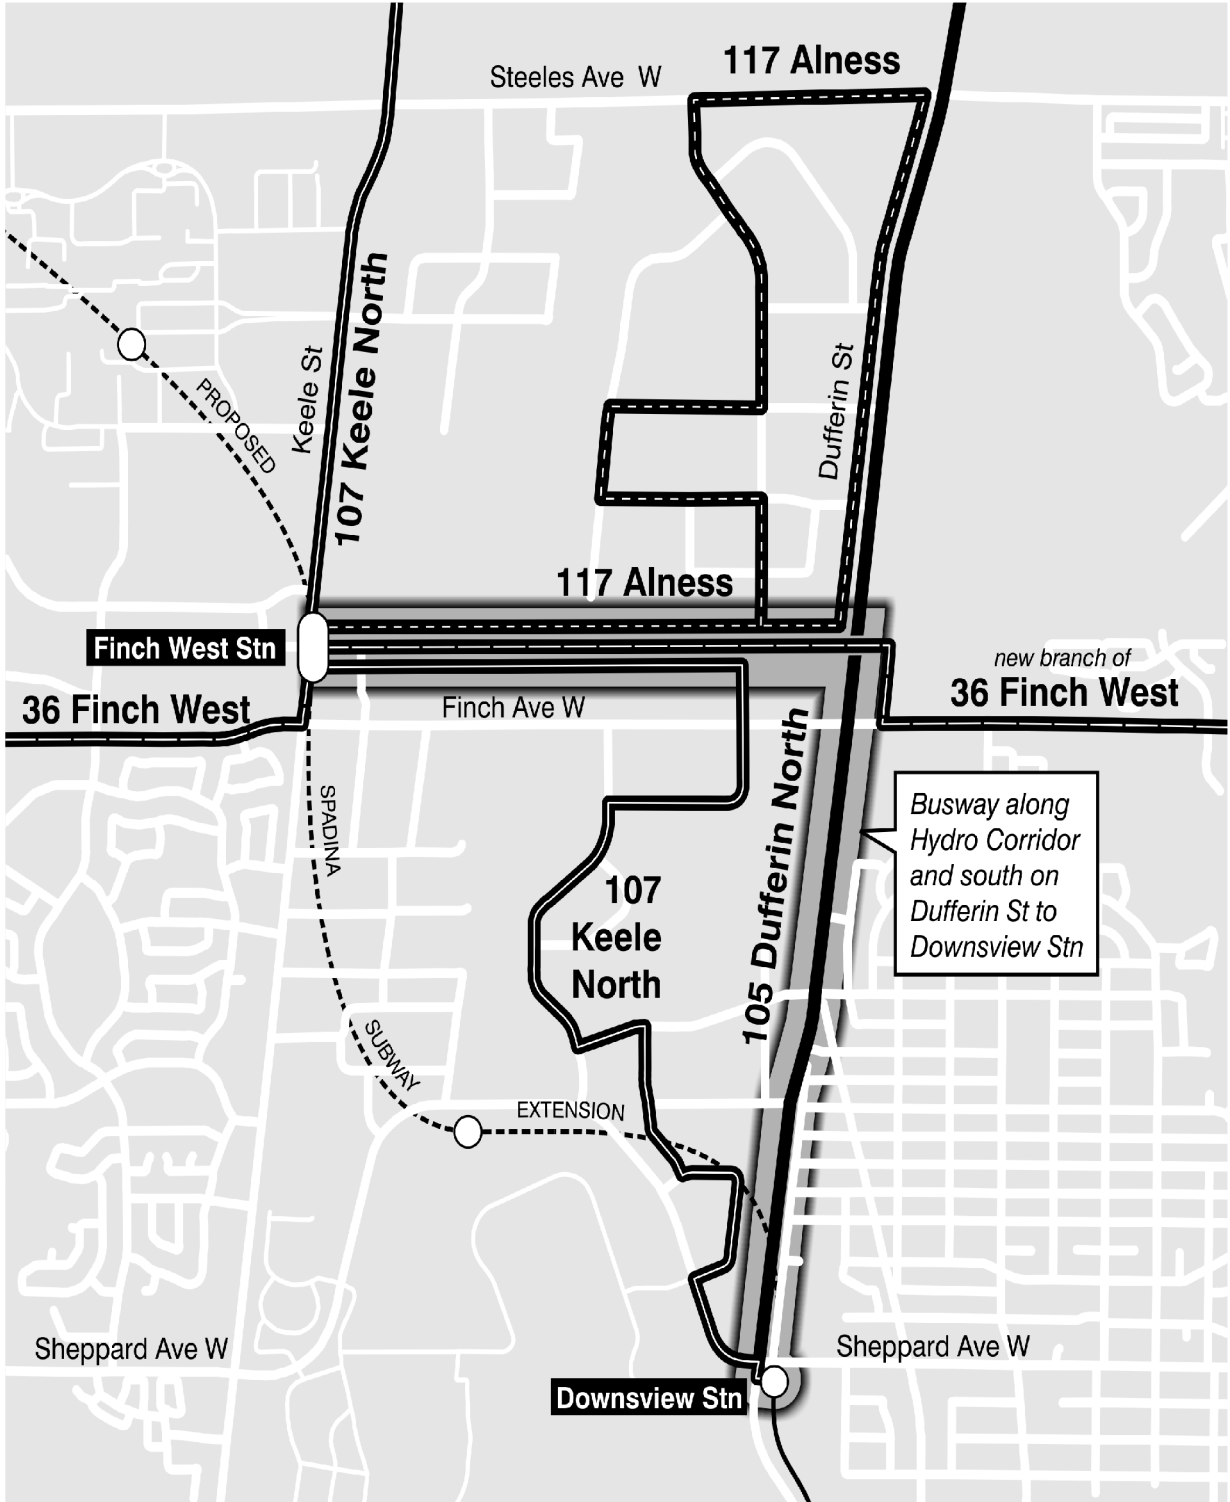 117 Alness
Steeles Ave W
107 Keele North
Keele St
PROPOSED
Dufferin St
117 Alness
Finch West Stn
new branch of
36 Finch West
36 Finch West
Finch Ave W
105 Dufferin North
SPADINA
Busway along
Hydro Corridor
and south on
Dufferin St to
Downsview Stn
107
Keele
North
SUBWAY
EXTENSION
Sheppard Ave W
Sheppard Ave W
Downsview Stn